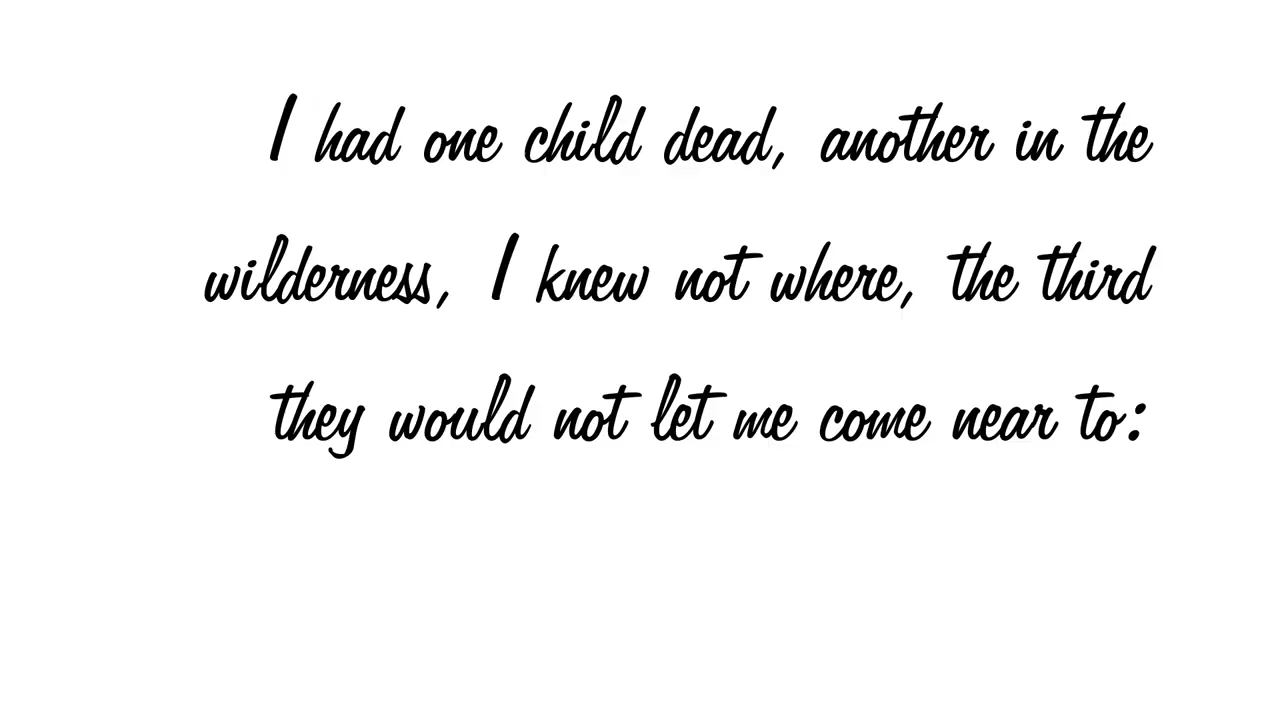 I had one child dead, another in the
wilderness, I knew not where, the third
they would not let me come near to: